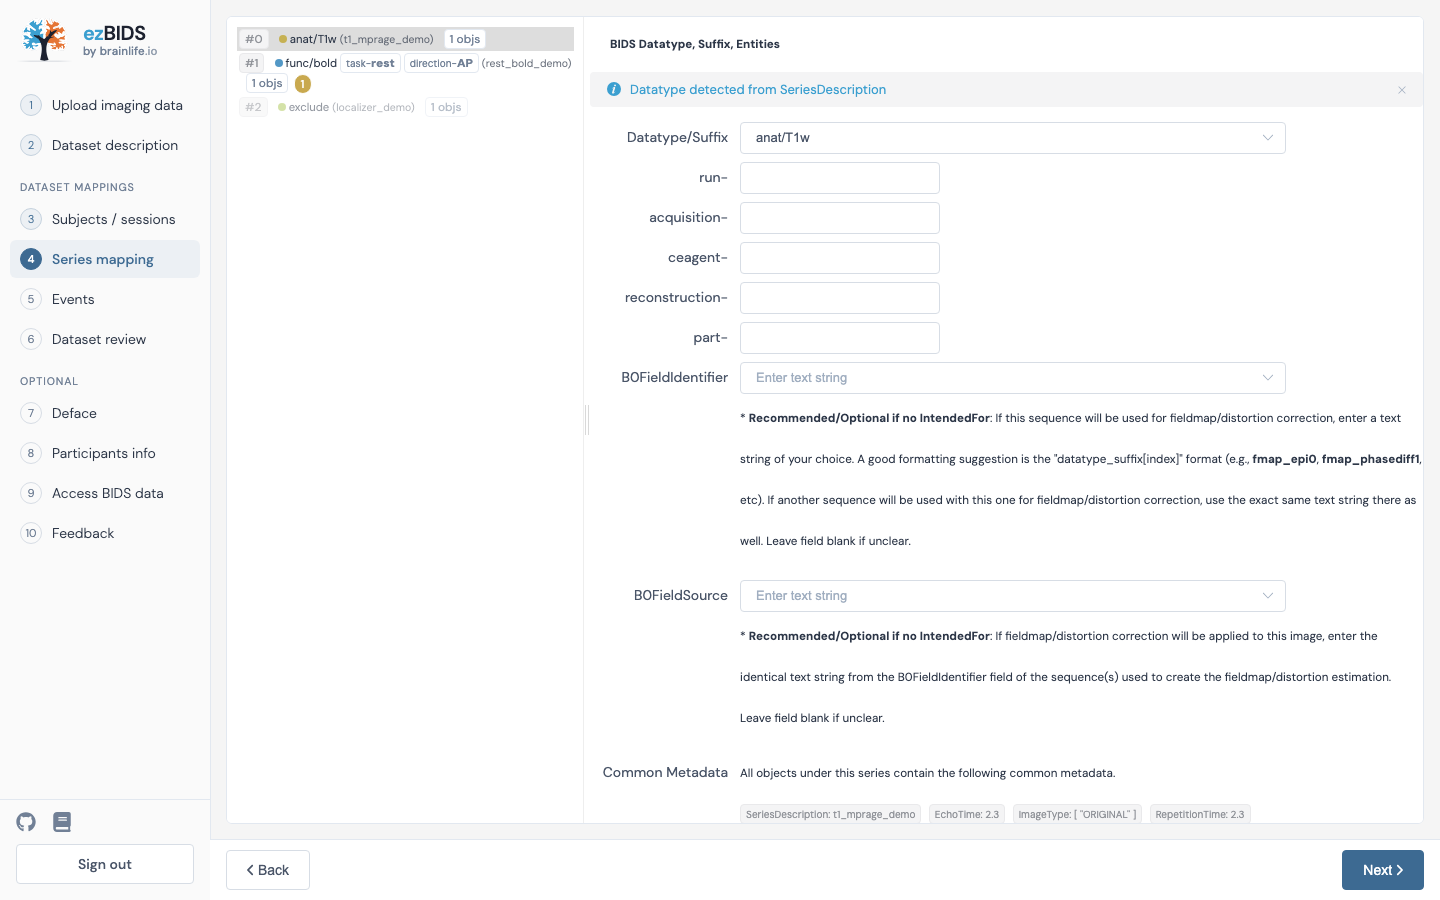 ezBIDS
by brainlife.io
1 Upload imaging data
2 Dataset description
DATASET MAPPINGS
3 Subjects / sessions
4 Series mapping
5 Events
6 Dataset review
OPTIONAL
7 Deface
8 Participants info
9 Access BIDS data
10 Feedback
Sign out
#0 anat/T1w (t1_mprage_demo) 1 objs
#1 func/bold task-rest direction-AP (rest_bold_demo)
1 objs 1
#2 exclude (localizer_demo) 1 objs
BIDS Datatype, Suffix, Entities
i Datatype detected from SeriesDescription
Datatype/Suffix anat/T1w
run-
acquisition-
ceagent-
reconstruction-
part-
B0FieldIdentifier Enter text string
* Recommended/Optional if no IntendedFor: If this sequence will be used for fieldmap/distortion correction, enter a text
string of your choice. A good formatting suggestion is the "datatype_suffix[index]" format (e.g., fmap_epi0, fmap_phasediff1,
etc). If another sequence will be used with this one for fieldmap/distortion correction, use the exact same text string there as
well. Leave field blank if unclear.
B0FieldSource Enter text string
* Recommended/Optional if no IntendedFor: If fieldmap/distortion correction will be applied to this image, enter the
identical text string from the B0FieldIdentifier field of the sequence(s) used to create the fieldmap/distortion estimation.
Leave field blank if unclear.
Common Metadata All objects under this series contain the following common metadata.
SeriesDescription: t1_mprage_demo EchoTime: 2.3 ImageType: [ "ORIGINAL" ] RepetitionTime: 2.3
Back
Next